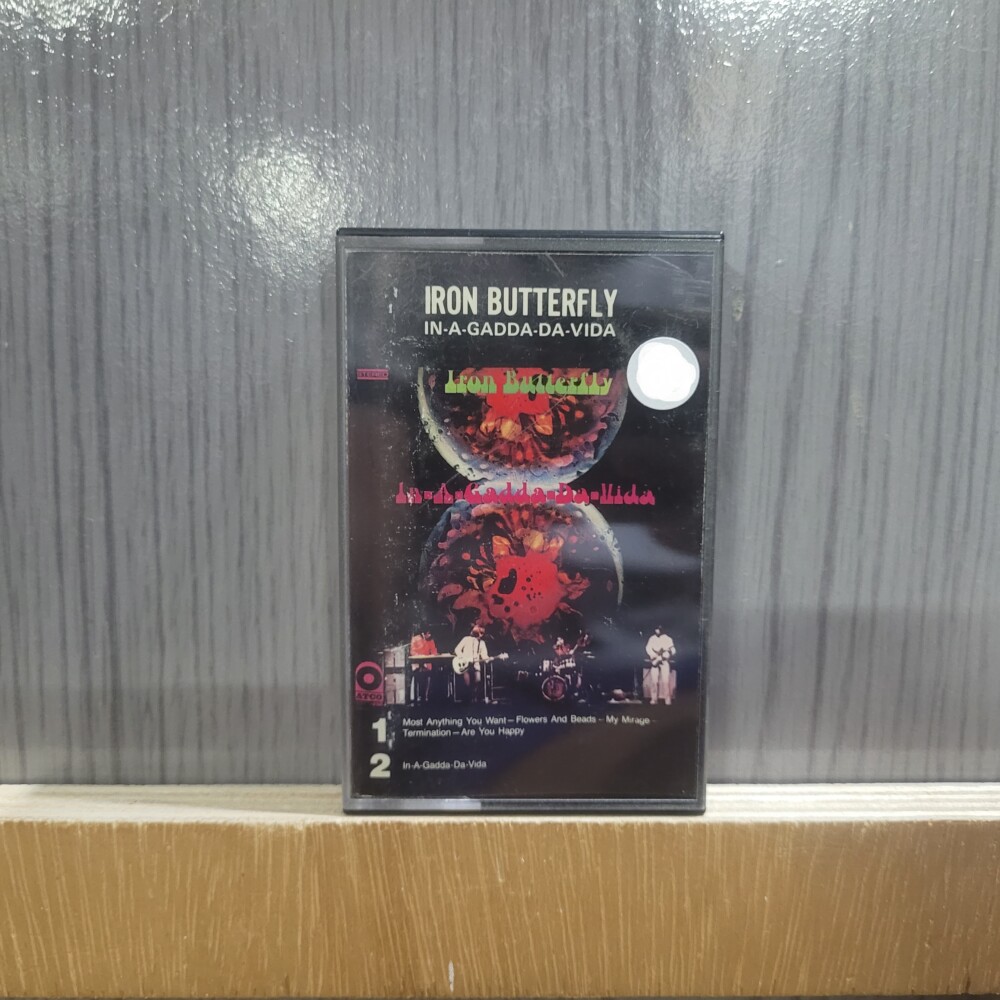 IRON BUTTERFLY
IN-A-GADDA-DA-VIDA
STEREO
Iron Butterfly
In-A-Gadda-Da-Vida
ATCO
1 Most Anything You Want – Flowers And Beads – My Mirage –
Termination – Are You Happy
2 In-A-Gadda-Da-Vida